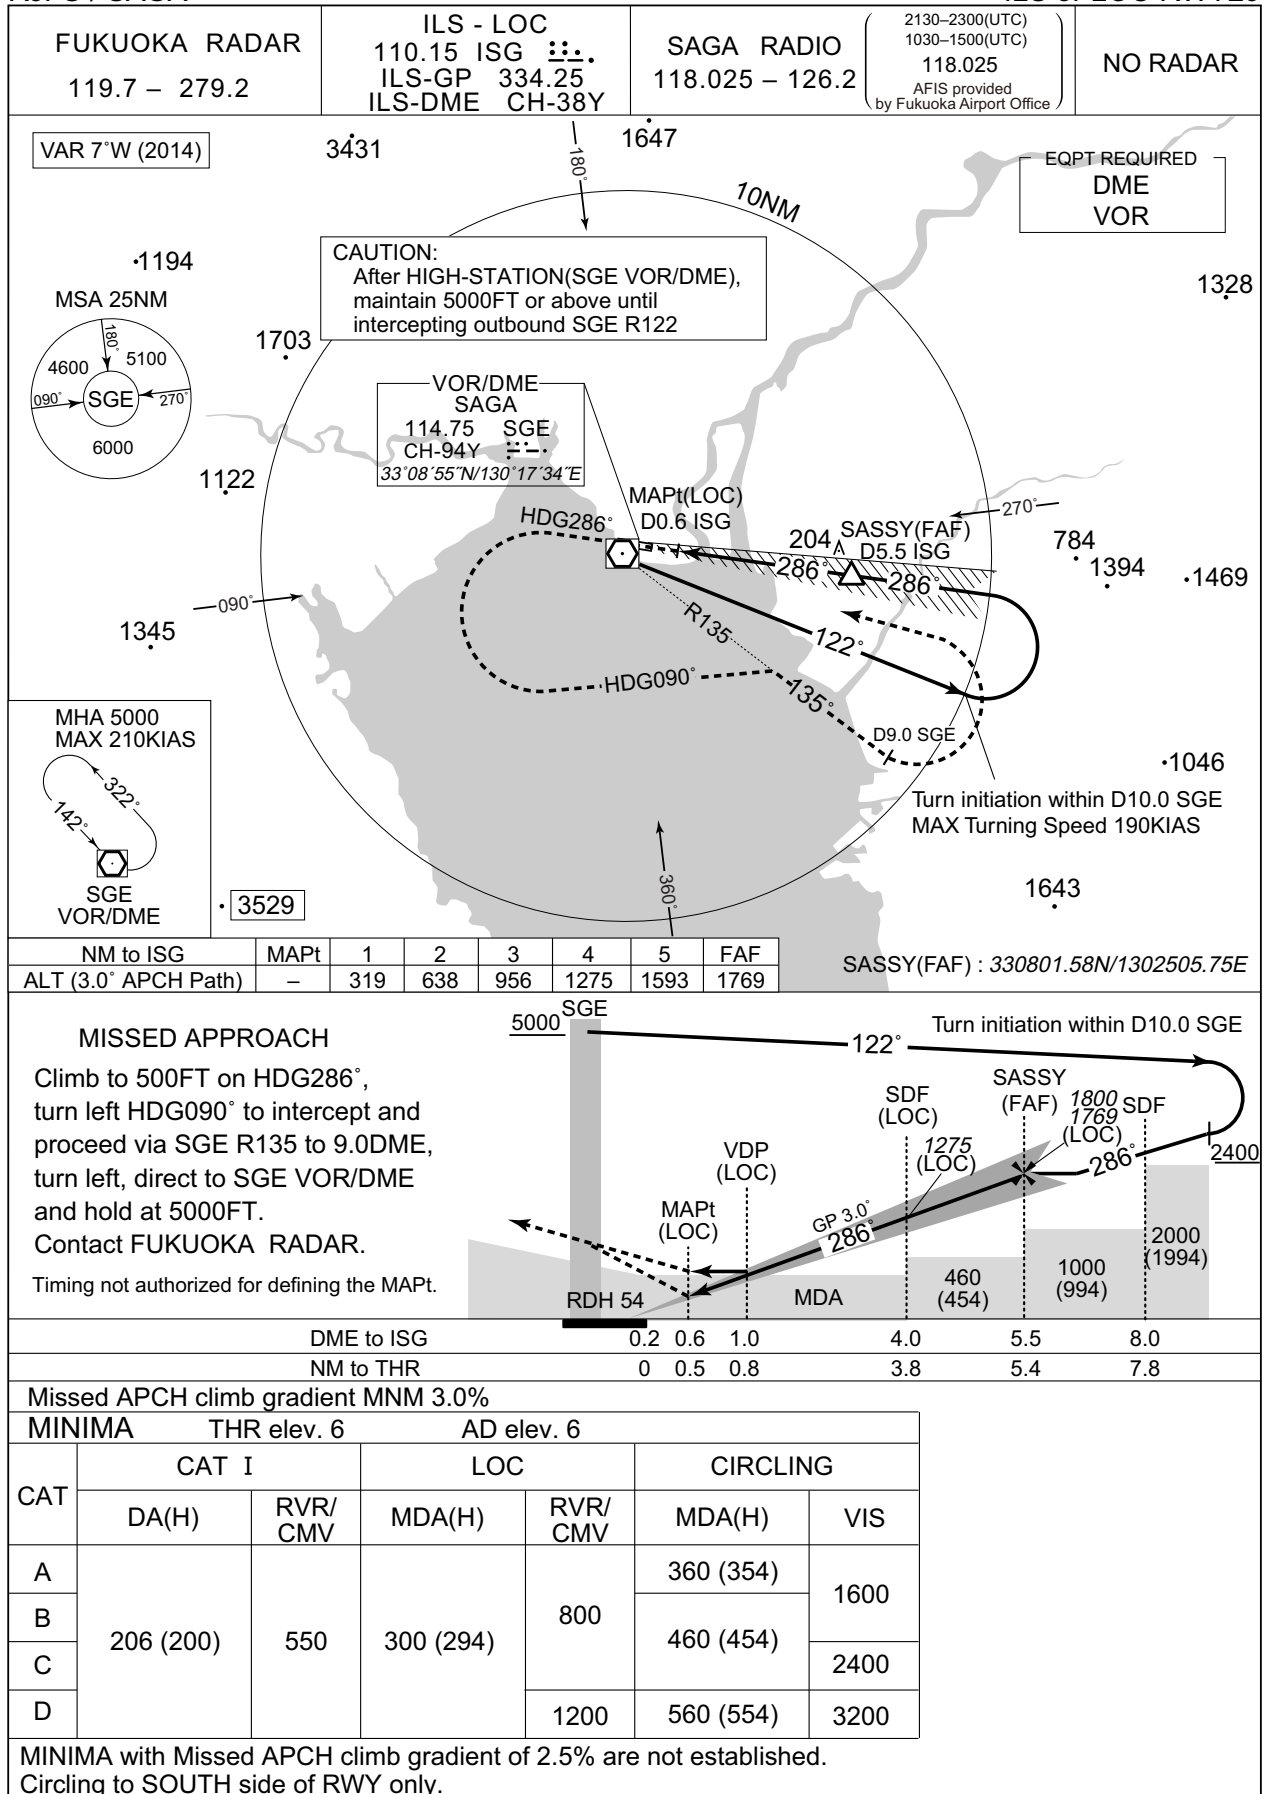 FUKUOKA RADAR
119.7 – 279.2
ILS - LOC
110.15 ISG
ILS-GP 334.25
ILS-DME CH-38Y
SAGA RADIO
118.025 – 126.2
2130–2300(UTC)
1030–1500(UTC)
118.025
AFIS provided
by Fukuoka Airport Office
NO RADAR
VAR 7°W (2014)
3431
180°
1647
EQPT REQUIRED
DME
VOR
10NM
CAUTION:
After HIGH-STATION(SGE VOR/DME),
maintain 5000FT or above until
intercepting outbound SGE R122
1194
1328
MSA 25NM
180°
4600
5100
090°
SGE
270°
6000
1703
VOR/DME
SAGA
114.75 SGE
CH-94Y
33°08′55″N/130°17′34″E
1122
MAPt(LOC)
D0.6 ISG
HDG286°
204
SASSY(FAF)
D5.5 ISG
270°
784
1394
1469
286°
286°
090°
1345
R135
122°
HDG090°
135°
D9.0 SGE
1046
Turn initiation within D10.0 SGE
MAX Turning Speed 190KIAS
MHA 5000
MAX 210KIAS
322°
142°
SGE
VOR/DME
3529
360°
1643
NM to ISG MAPt 1 2 3 4 5 FAF
ALT (3.0° APCH Path) – 319 638 956 1275 1593 1769
SASSY(FAF) : 330801.58N/1302505.75E
MISSED APPROACH
Climb to 500FT on HDG286°,
turn left HDG090° to intercept and
proceed via SGE R135 to 9.0DME,
turn left, direct to SGE VOR/DME
and hold at 5000FT.
Contact FUKUOKA RADAR.
Timing not authorized for defining the MAPt.
SGE
5000
122°
Turn initiation within D10.0 SGE
SASSY
(FAF)
1800
1769
(LOC)
SDF
SDF
(LOC)
1275
(LOC)
286°
2400
VDP
(LOC)
MAPt
(LOC)
GP 3.0°
286°
2000
(1994)
1000
(994)
460
(454)
MDA
RDH 54
DME to ISG 0.2 0.6 1.0 4.0 5.5 8.0
NM to THR 0 0.5 0.8 3.8 5.4 7.8
Missed APCH climb gradient MNM 3.0%
MINIMA THR elev. 6 AD elev. 6
CAT
CAT I LOC CIRCLING
DA(H) RVR/CMV MDA(H) RVR/CMV MDA(H) VIS
A 360 (354)
1600
B 800
206 (200) 550 300 (294) 460 (454)
C 2400
D 1200 560 (554) 3200
MINIMA with Missed APCH climb gradient of 2.5% are not established.
Circling to SOUTH side of RWY only.